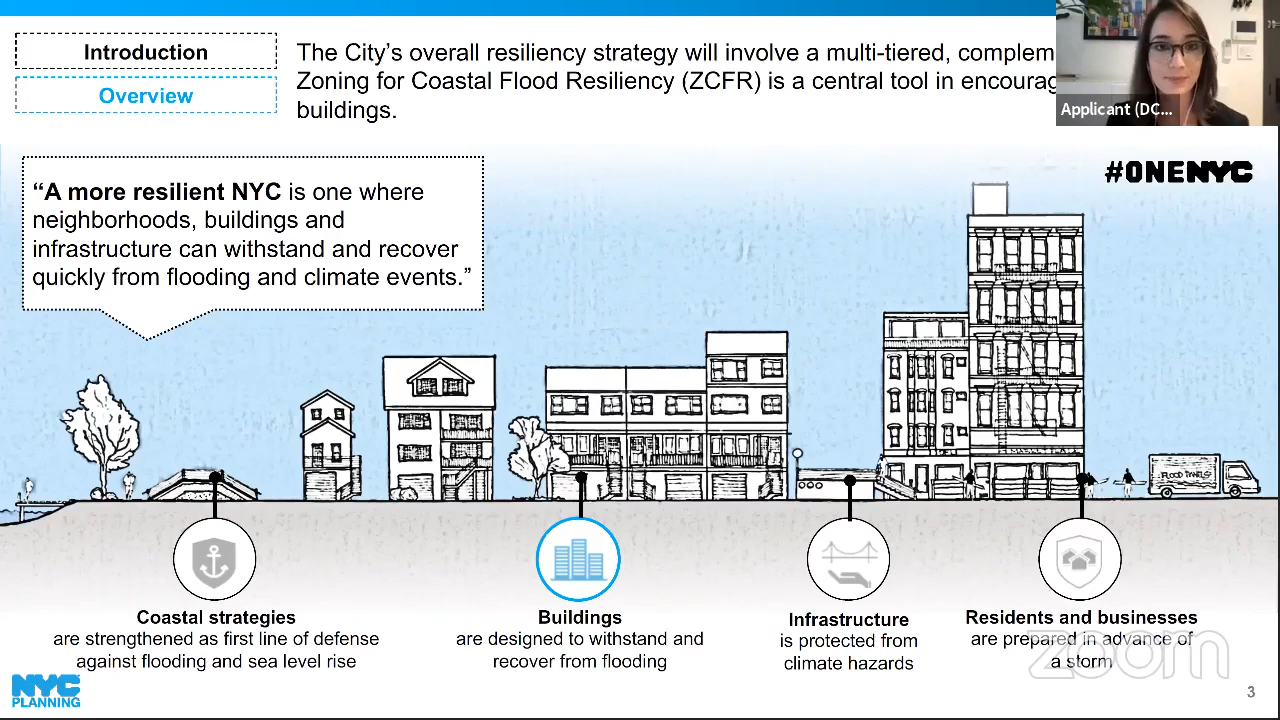 Introduction
Overview
The City’s overall resiliency strategy will involve a multi-tiered, complem
Zoning for Coastal Flood Resiliency (ZCFR) is a central tool in encourag
buildings.
Applicant (DC...
#ONENYC
“A more resilient NYC is one where
neighborhoods, buildings and
infrastructure can withstand and recover
quickly from flooding and climate events.”
Coastal strategies
are strengthened as first line of defense
against flooding and sea level rise
Buildings
are designed to withstand and
recover from flooding
Infrastructure
is protected from
climate hazards
Residents and businesses
are prepared in advance of
a storm
zoom
NYC
PLANNING
3